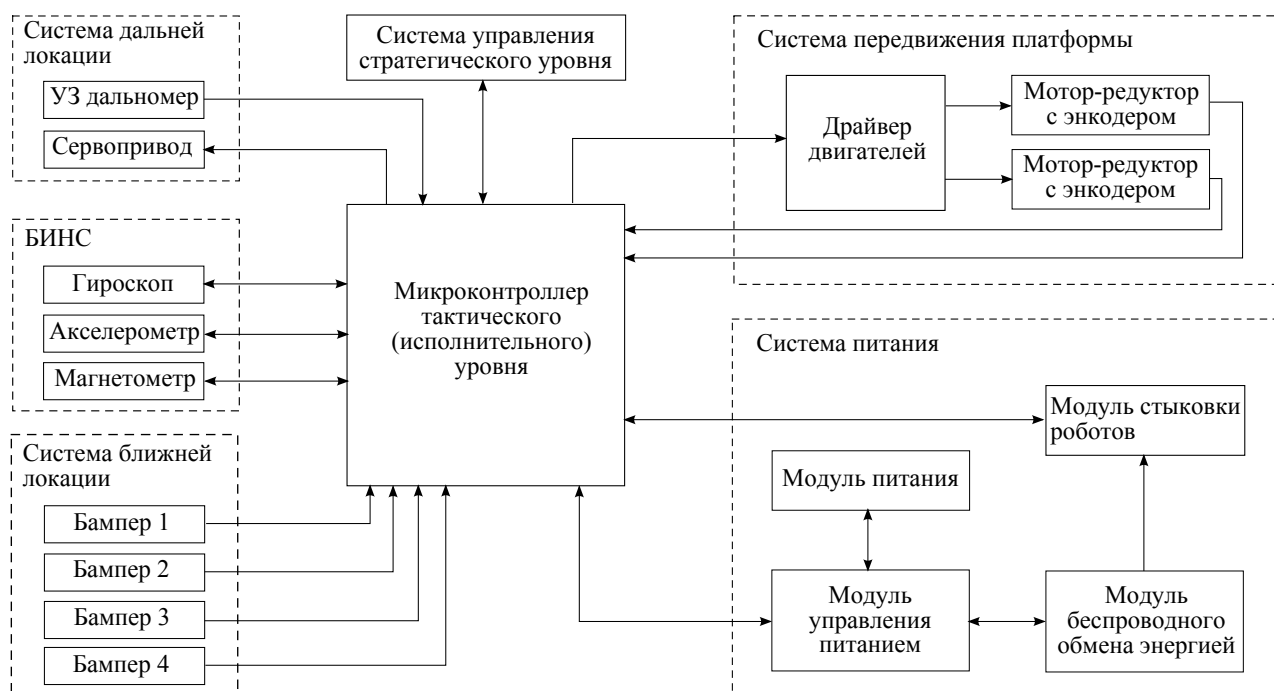 Система дальней
локации
УЗ дальномер
Сервопривод
Система управления
стратегического уровня
Система передвижения платформы
Драйвер
двигателей
Мотор-редуктор
с энкодером
Мотор-редуктор
с энкодером
БИНС
Гироскоп
Акселерометр
Магнетометр
Микроконтроллер
тактического
(исполнительного)
уровня
Система ближней
локации
Бампер 1
Бампер 2
Бампер 3
Бампер 4
Система питания
Модуль стыковки
роботов
Модуль питания
Модуль
управления
питанием
Модуль
беспроводного
обмена энергией